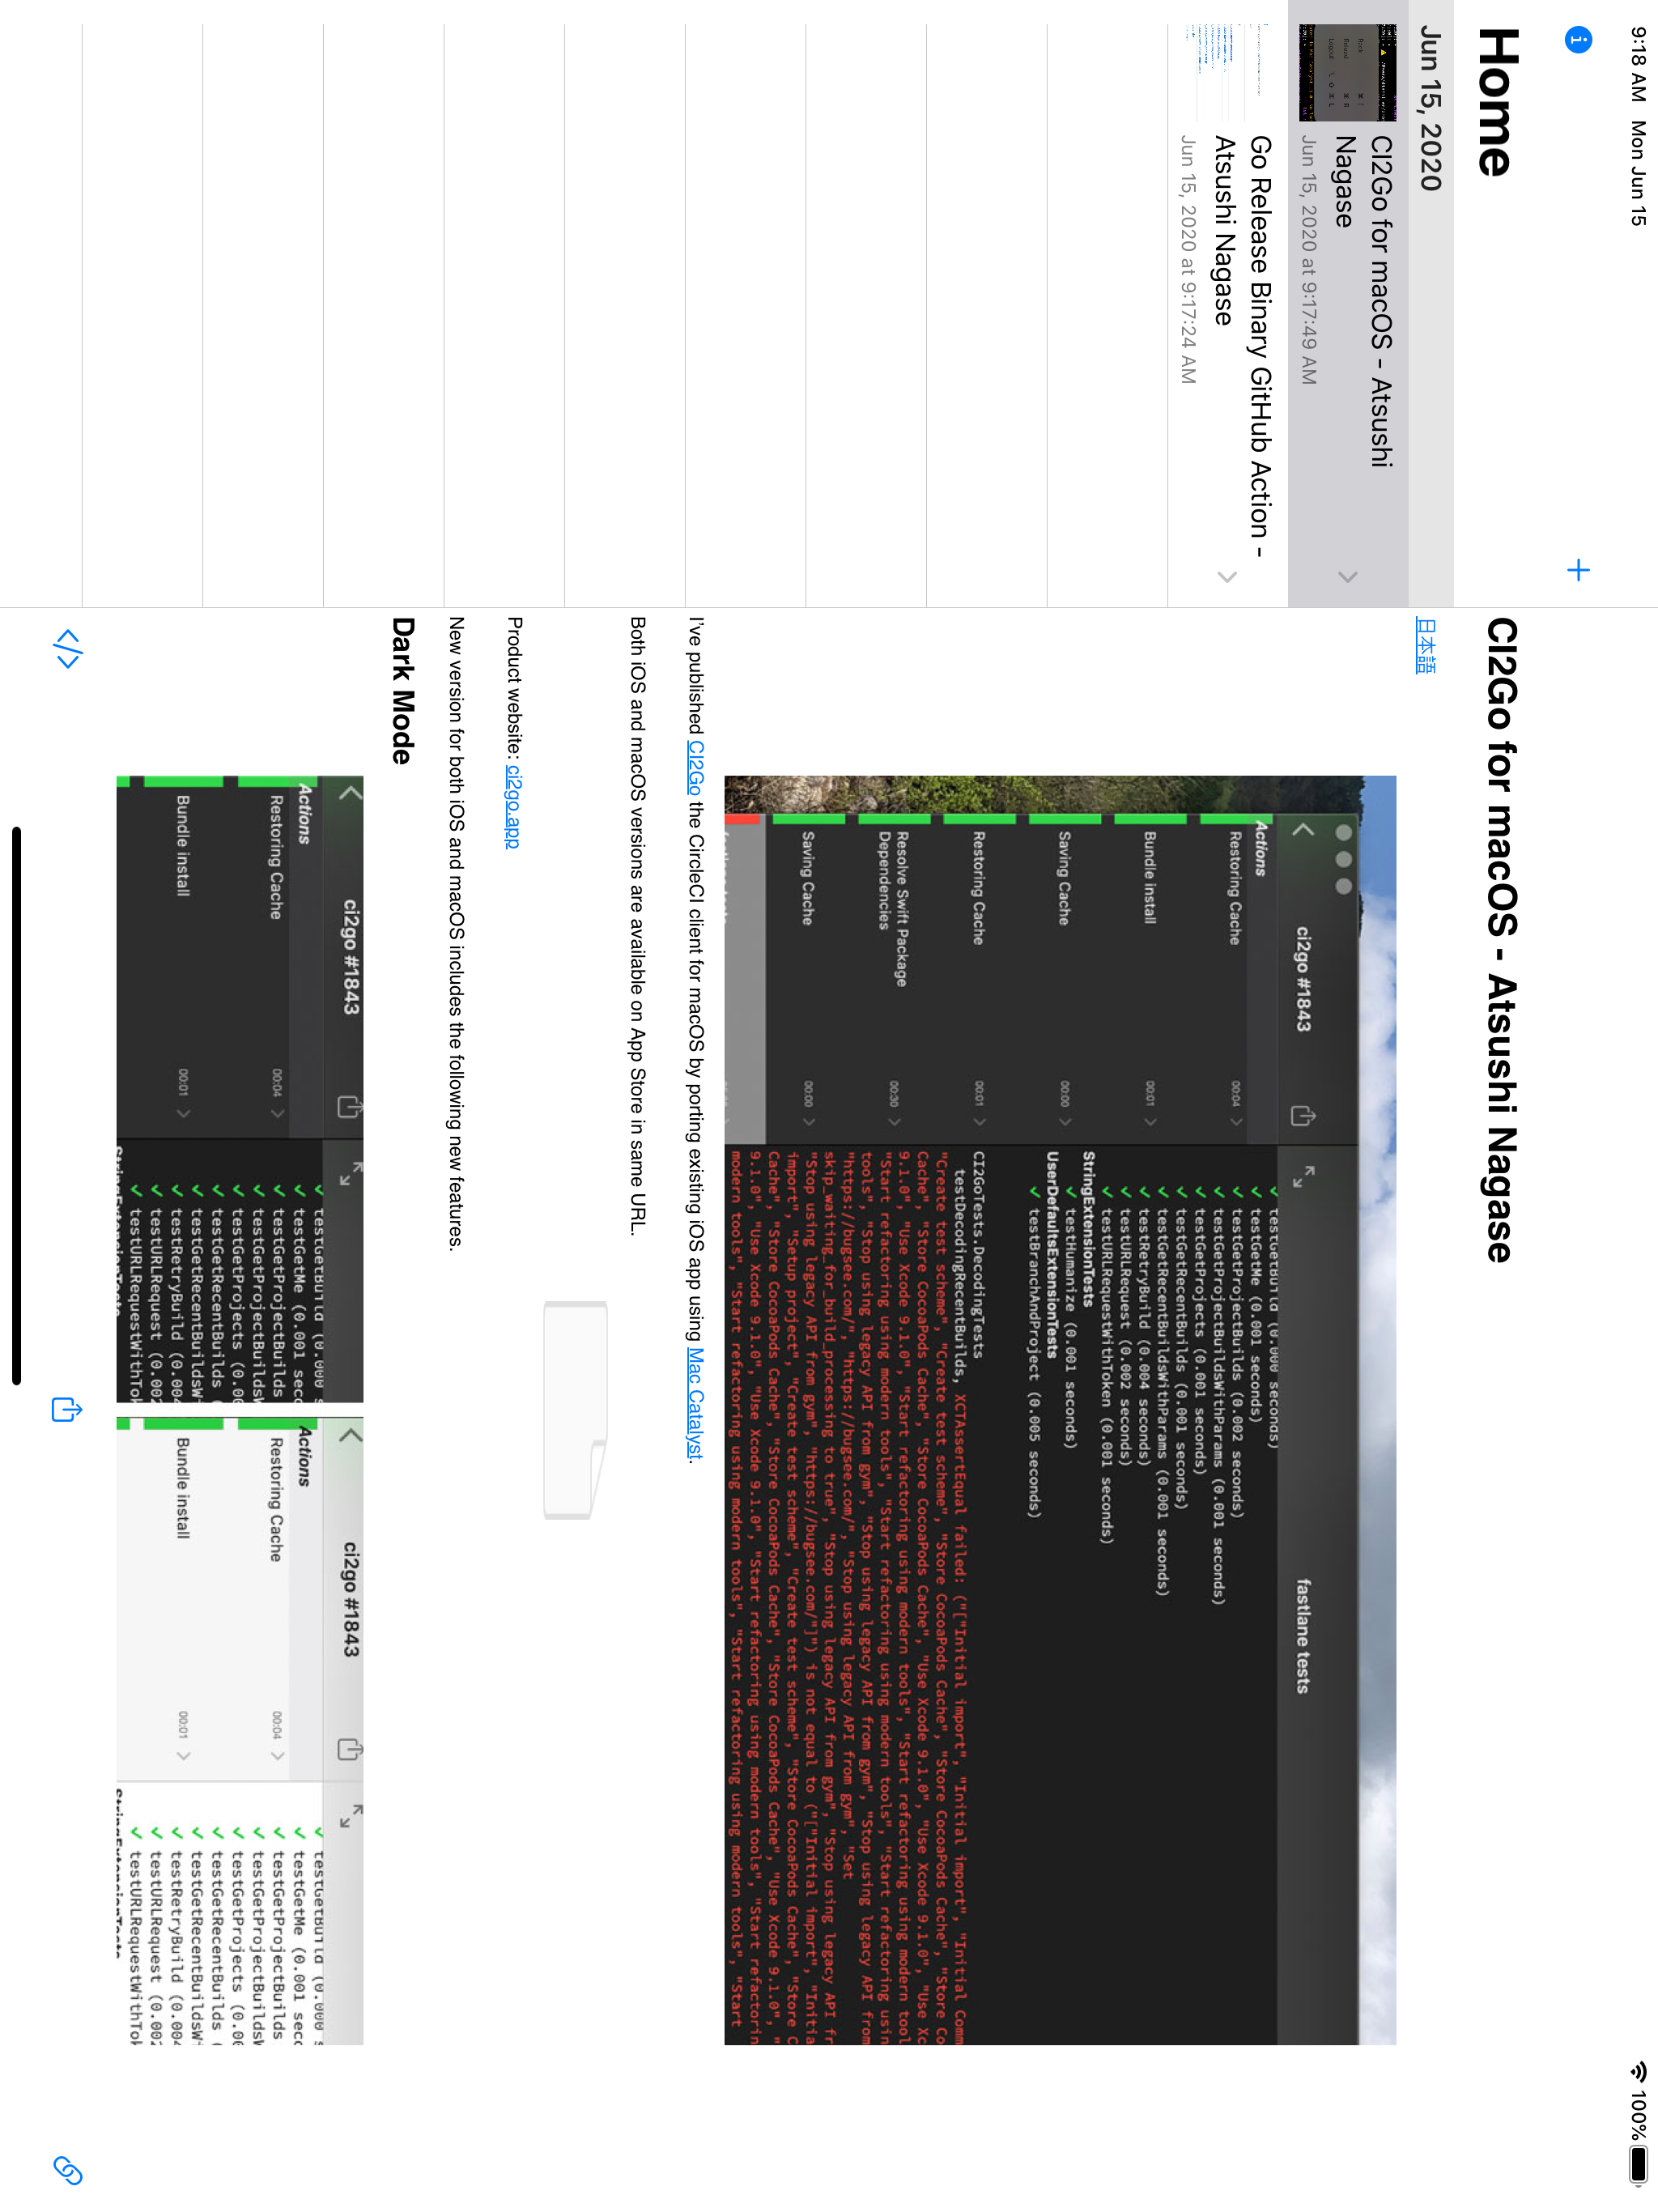 9:18 AM Mon Jun 15
100%
Home
Jun 15, 2020
CI2Go for macOS - Atsushi
Nagase
Jun 15, 2020 at 9:17:49 AM
Go Release Binary GitHub Action -
Atsushi Nagase
Jun 15, 2020 at 9:17:24 AM
CI2Go for macOS - Atsushi Nagase
日本語
ci2go #1843
fastlane tests
Actions
Restoring Cache 00:04
Bundle install 00:01
Saving Cache 00:00
Restoring Cache 00:01
Resolve Swift Package
Dependencies 00:30
Saving Cache 00:00
✓ testGetBuild (0.000 seconds)
✓ testGetMe (0.001 seconds)
✓ testGetProjectBuilds (0.002 seconds)
✓ testGetProjectBuildsWithParams (0.001 seconds)
✓ testGetProjects (0.001 seconds)
✓ testGetRecentBuilds (0.001 seconds)
✓ testGetRecentBuildsWithParams (0.001 seconds)
✓ testRetryBuild (0.004 seconds)
✓ testURLRequest (0.002 seconds)
✓ testURLRequestWithToken (0.001 seconds)
StringExtensionTests
✓ testHumanize (0.001 seconds)
UserDefaultsExtensionTests
✓ testBranchAndProject (0.005 seconds)
CI2GoTests.DecodingTests
testDecodingRecentBuilds, XCTAssertEqual failed: ("["Initial import", "Initial import", "Initial Comm
"Create test scheme", "Create test scheme", "Store CocoaPods Cache", "Store CocoaPods Cache", "Store Co
Cache", "Store CocoaPods Cache", "Store CocoaPods Cache", "Use Xcode 9.1.0", "Use Xcode 9.1.0", "Use Xc
9.1.0", "Use Xcode 9.1.0", "Start refactoring using modern tools", "Start refactoring using modern tool
"Start refactoring using modern tools", "Start refactoring using modern tools", "Start refactoring usin
tools", "Stop using legacy API from gym", "Stop using legacy API from gym", "Stop using legacy API from
"https://bugsee.com/", "https://bugsee.com/", "Stop using legacy API from gym", "Set
skip_waiting_for_build_processing to true", "Stop using legacy API from gym", "Stop using legacy API fr
"Stop using legacy API from gym", "https://bugsee.com/"]") is not equal to ("["Initial import", "Initia
import", "Setup project", "Create test scheme", "Create test scheme", "Store CocoaPods Cache", "Store C
Cache", "Store CocoaPods Cache", "Store CocoaPods Cache", "Store CocoaPods Cache", "Use Xcode 9.1.0", "
9.1.0", "Use Xcode 9.1.0", "Use Xcode 9.1.0", "Start refactoring using modern tools", "Start refactorin
modern tools", "Start refactoring using modern tools", "Start refactoring using modern tools", "Start
I've published CI2Go the CircleCI client for macOS by porting existing iOS app using Mac Catalyst.
Both iOS and macOS versions are available on App Store in same URL.
Product website: ci2go.app
New version for both iOS and macOS includes the following new features.
Dark Mode
ci2go #1843
Actions
Restoring Cache 00:04
Bundle install 00:01
✓ testGetBuild (0.000 s
✓ testGetMe (0.001 seco
✓ testGetProjectBuilds
✓ testGetProjectBuildsW
✓ testGetProjects (0.00
✓ testGetRecentBuilds (
✓ testGetRecentBuildsWi
✓ testRetryBuild (0.004
✓ testURLRequest (0.002
✓ testURLRequestWithTok
StringExtensionTests
ci2go #1843
Actions
Restoring Cache 00:04
Bundle install 00:01
✓ testGetBuild (0.000 s
✓ testGetMe (0.001 seco
✓ testGetProjectBuilds
✓ testGetProjectBuildsW
✓ testGetProjects (0.00
✓ testGetRecentBuilds (
✓ testGetRecentBuildsWi
✓ testRetryBuild (0.004
✓ testURLRequest (0.002
✓ testURLRequestWithTok
StringExtensionTests